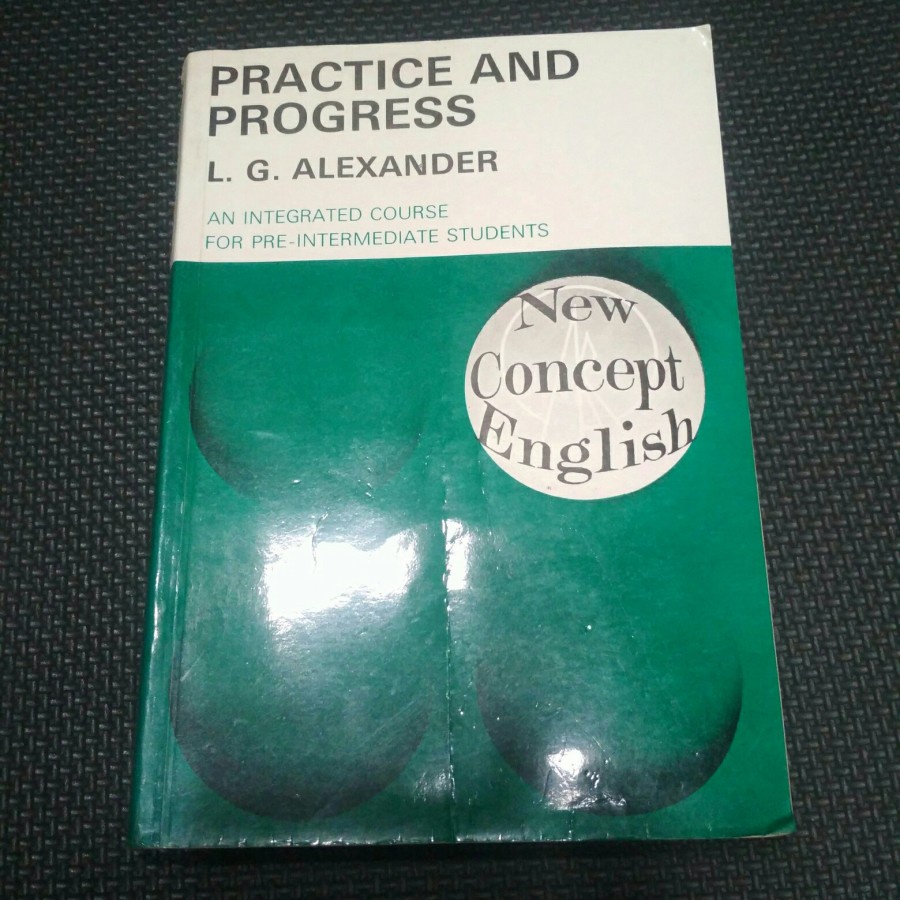 PRACTICE AND
PROGRESS
L. G. ALEXANDER
AN INTEGRATED COURSE
FOR PRE-INTERMEDIATE STUDENTS
New
Concept
English